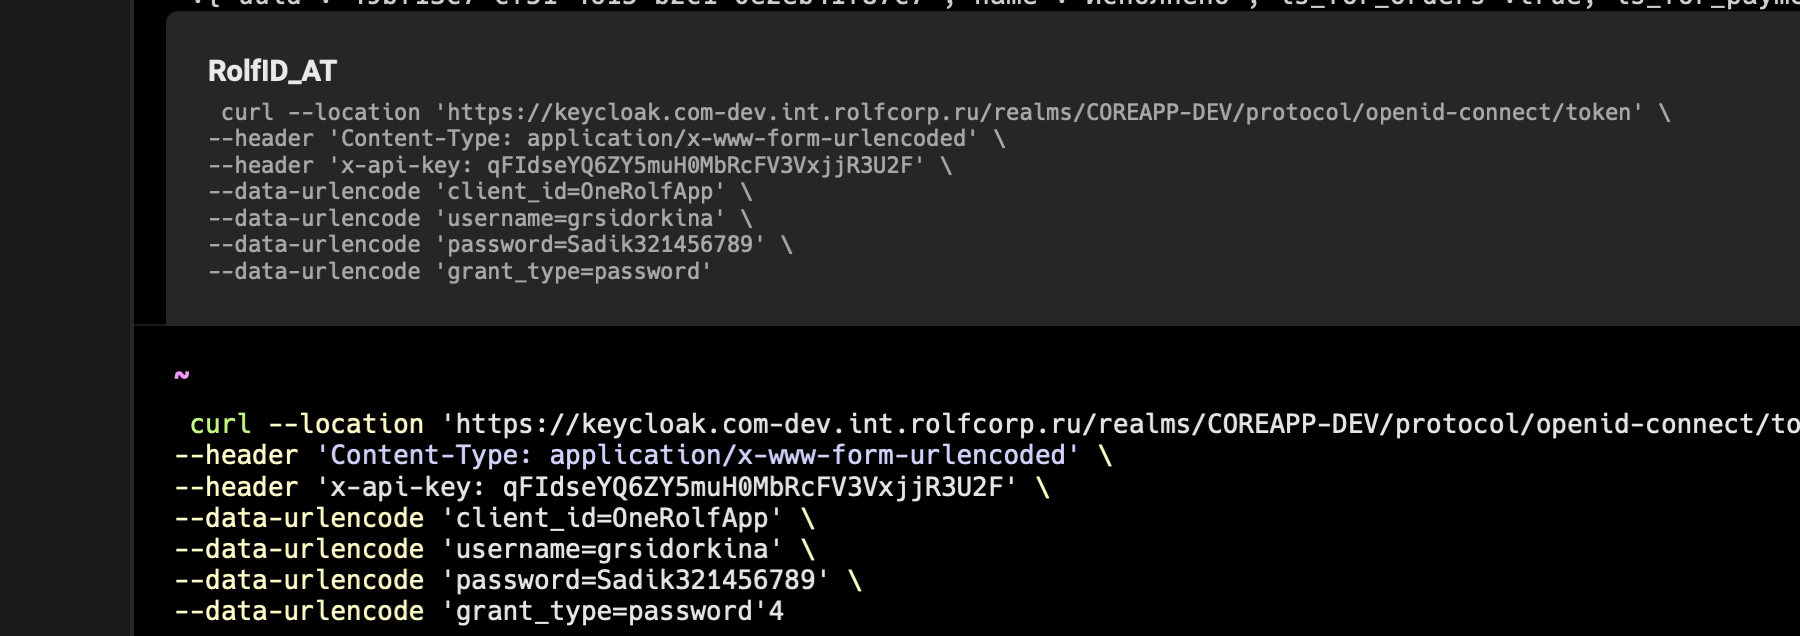 RolfID_AT
curl --location 'https://keycloak.com-dev.int.rolfcorp.ru/realms/COREAPP-DEV/protocol/openid-connect/token' \
--header 'Content-Type: application/x-www-form-urlencoded' \
--header 'x-api-key: qFIdseYQ6ZY5muH0MbRcFV3VxjjR3U2F' \
--data-urlencode 'client_id=OneRolfApp' \
--data-urlencode 'username=grsidorkina' \
--data-urlencode 'password=Sadik321456789' \
--data-urlencode 'grant_type=password'
~
curl --location 'https://keycloak.com-dev.int.rolfcorp.ru/realms/COREAPP-DEV/protocol/openid-connect/to
--header 'Content-Type: application/x-www-form-urlencoded' \
--header 'x-api-key: qFIdseYQ6ZY5muH0MbRcFV3VxjjR3U2F' \
--data-urlencode 'client_id=OneRolfApp' \
--data-urlencode 'username=grsidorkina' \
--data-urlencode 'password=Sadik321456789' \
--data-urlencode 'grant_type=password'4